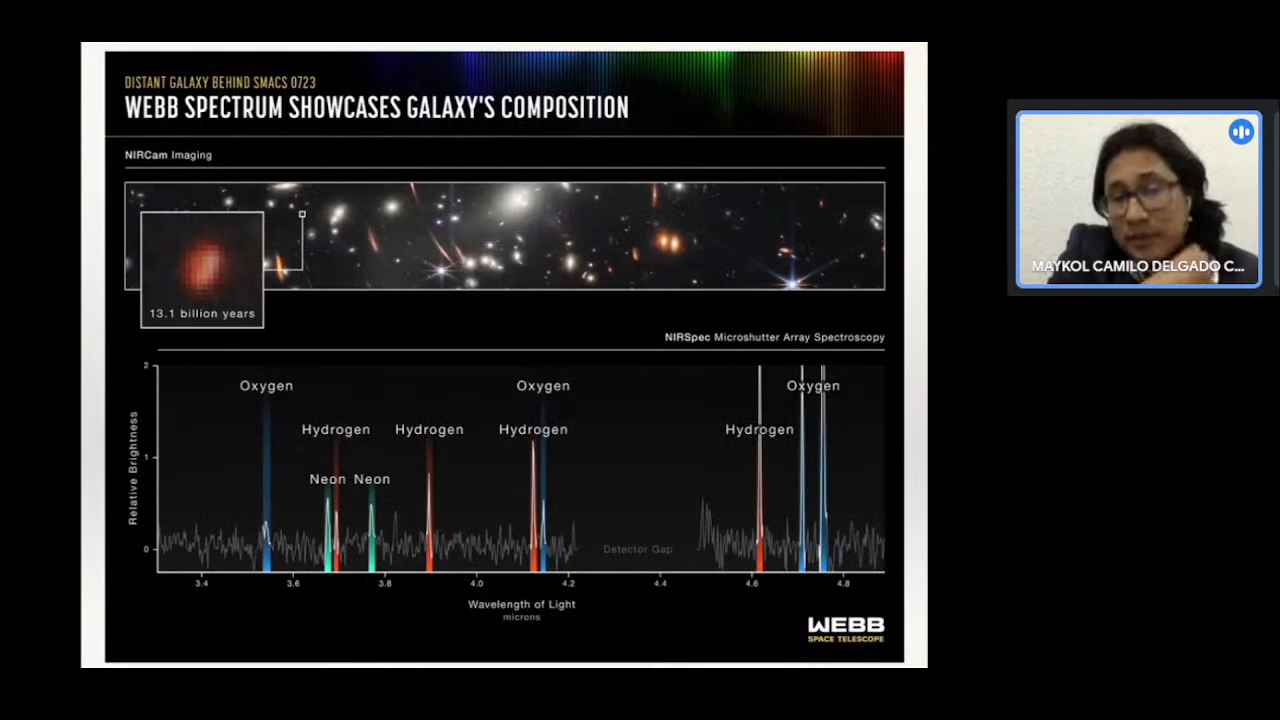 DISTANT GALAXY BEHIND SMACS 0723
WEBB SPECTRUM SHOWCASES GALAXY'S COMPOSITION
NIRCam Imaging
13.1 billion years
MAYKOL CAMILO DELGADO C...
NIRSpec Microshutter Array Spectroscopy
2
Oxygen
Oxygen
Oxygen
Hydrogen
Hydrogen
Hydrogen
Hydrogen
1
Neon
Neon
Relative Brightness
0
Detector Gap
3.4
3.6
3.8
4.0
4.2
4.4
4.6
4.8
Wavelength of Light
microns
WEBB
SPACE TELESCOPE